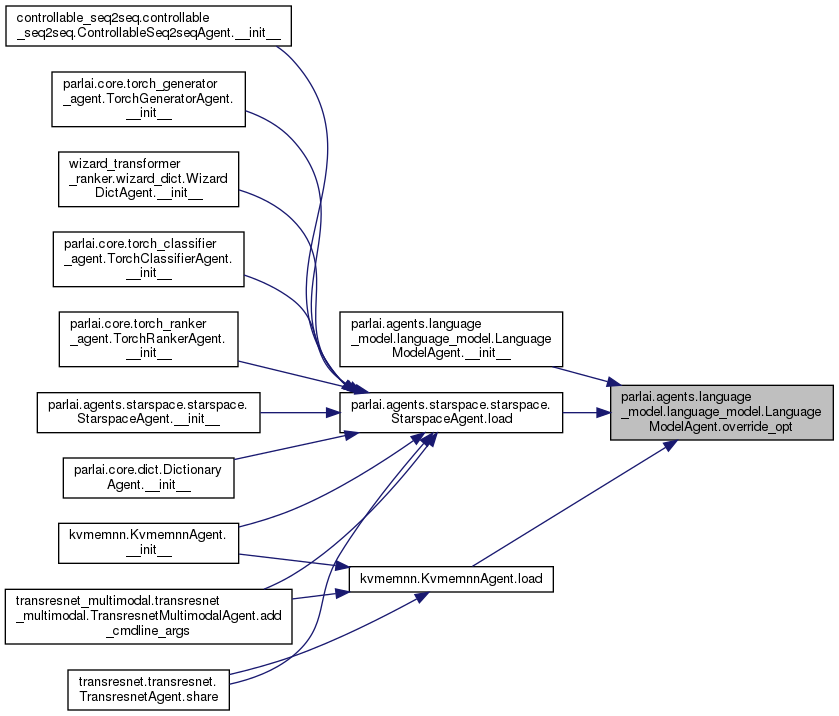 controllable_seq2seq.controllable
_seq2seq.ControllableSeq2seqAgent.__init__
parlai.core.torch_generator
_agent.TorchGeneratorAgent.
__init__
wizard_transformer
_ranker.wizard_dict.Wizard
DictAgent.__init__
parlai.core.torch_classifier
_agent.TorchClassifierAgent.
__init__
parlai.core.torch_ranker
_agent.TorchRankerAgent.
__init__
parlai.agents.language
_model.language_model.Language
ModelAgent.__init__
parlai.agents.starspace.starspace.
StarspaceAgent.__init__
parlai.agents.starspace.starspace.
StarspaceAgent.load
parlai.agents.language
_model.language_model.Language
ModelAgent.override_opt
parlai.core.dict.Dictionary
Agent.__init__
kvmemnn.KvmemnnAgent.
__init__
kvmemnn.KvmemnnAgent.load
transresnet_multimodal.transresnet
_multimodal.TransresnetMultimodalAgent.add
_cmdline_args
transresnet.transresnet.
TransresnetAgent.share